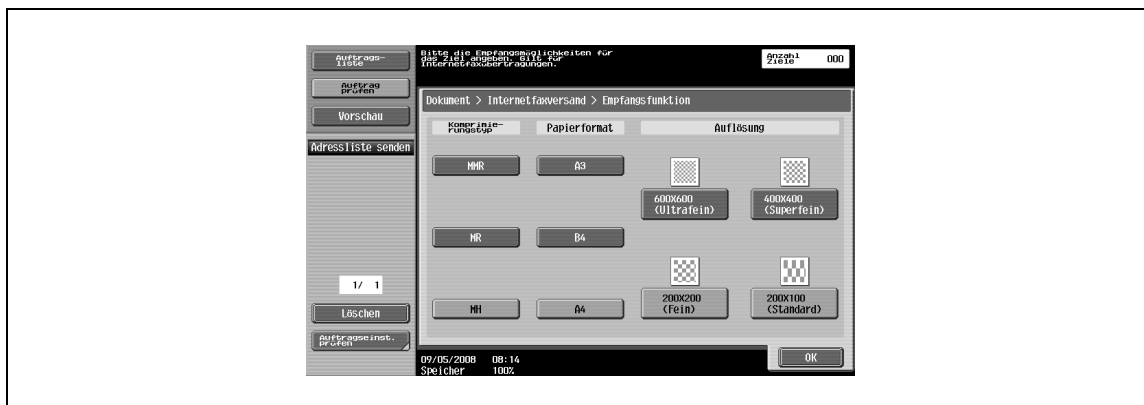 Auftrags-
liste
Auftrag
prüfen
Vorschau
Adressliste senden
1/ 1
Löschen
Auftragseinst.
prüfen
Bitte die Empfangsmöglichkeiten für
das Ziel angeben. Gilt für
Internetfaxübertragungen.
Anzahl
Ziele 000
Dokument > Internetfaxversand > Empfangsfunktion
Komprimie-
rungstyp
Papierformat
Auflösung
MMR
A3
600X600
(Ultrafein)
400X400
(Superfein)
MR
B4
MH
A4
200X200
(Fein)
200X100
(Standard)
09/05/2008 08:14
Speicher 100%
OK